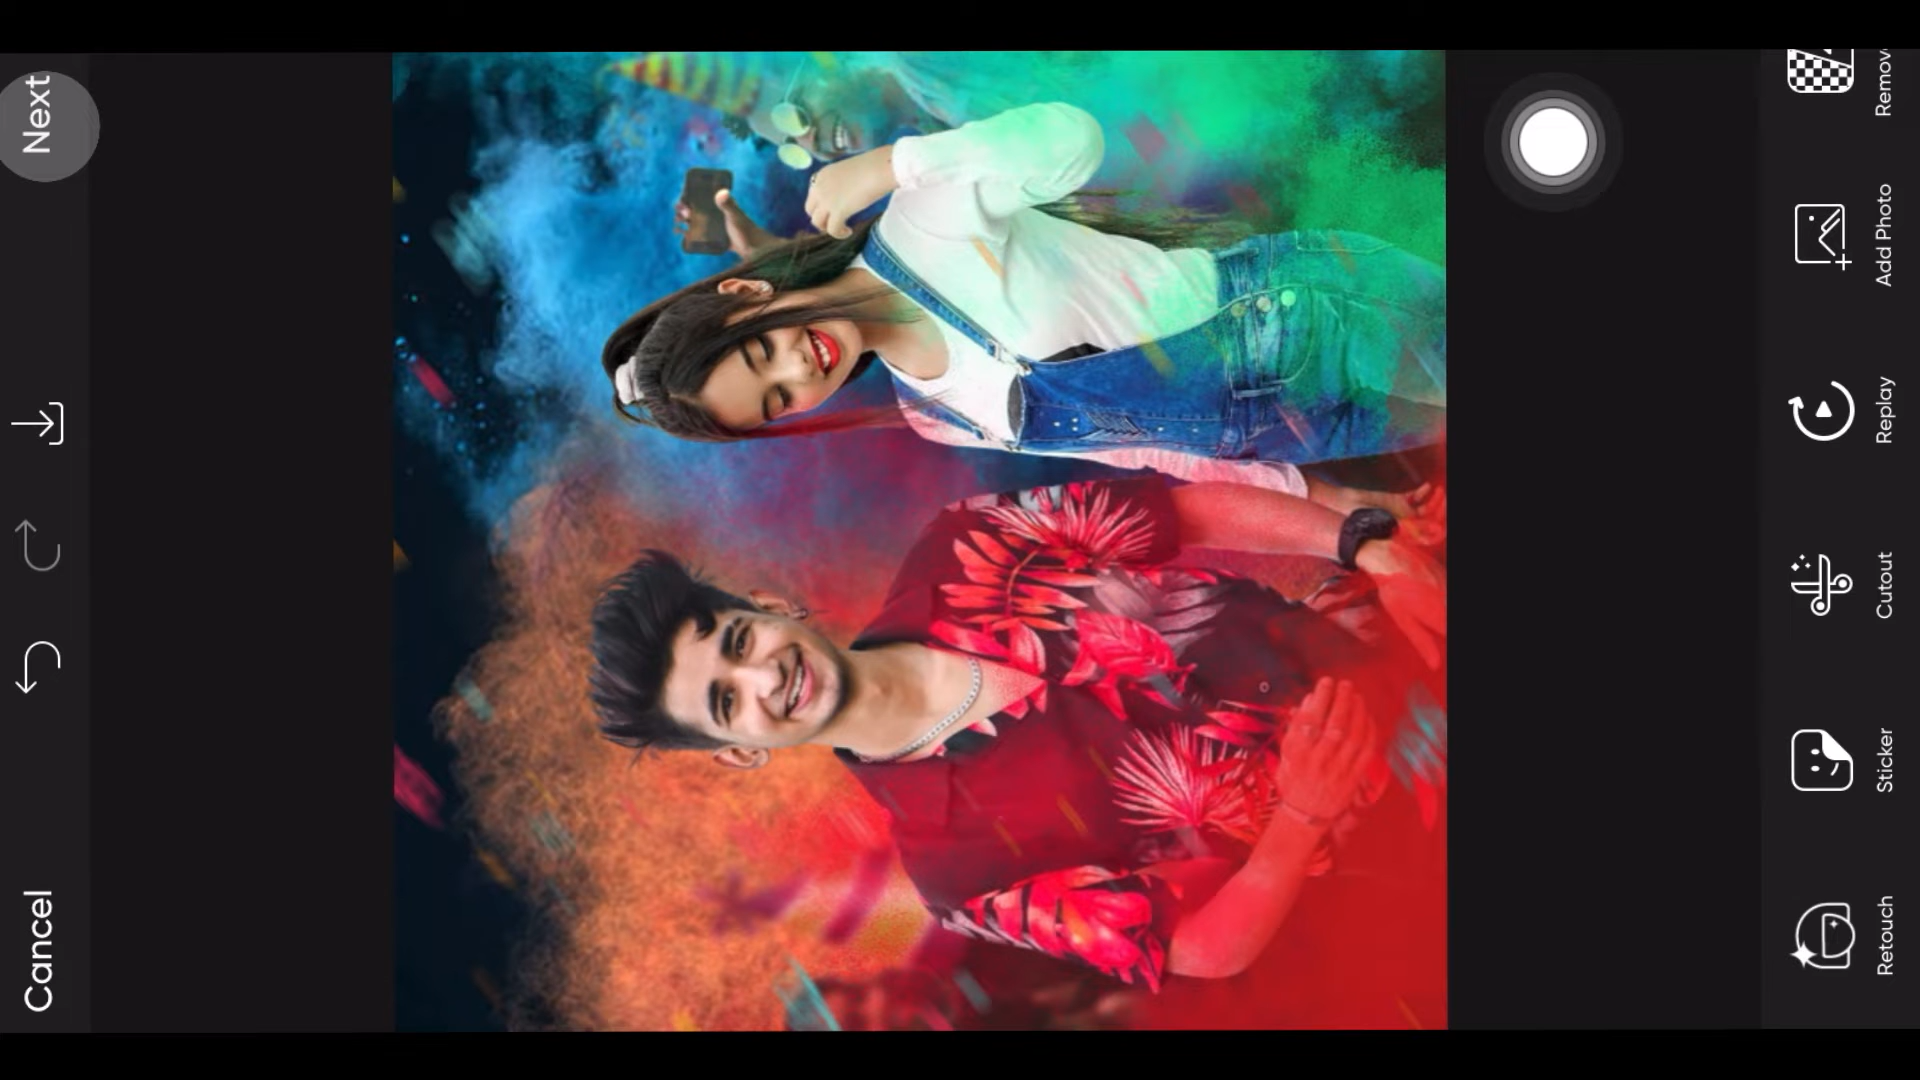 Cancel
Next
Retouch
Sticker
Cutout
Replay
Add Photo
Remov